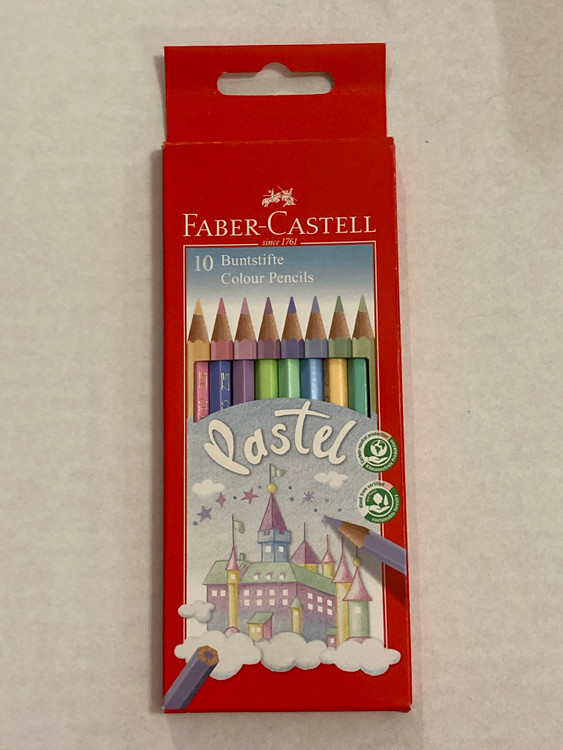 FABER-CASTELL
since 1761
10 Buntstifte
Colour Pencils
Pastel